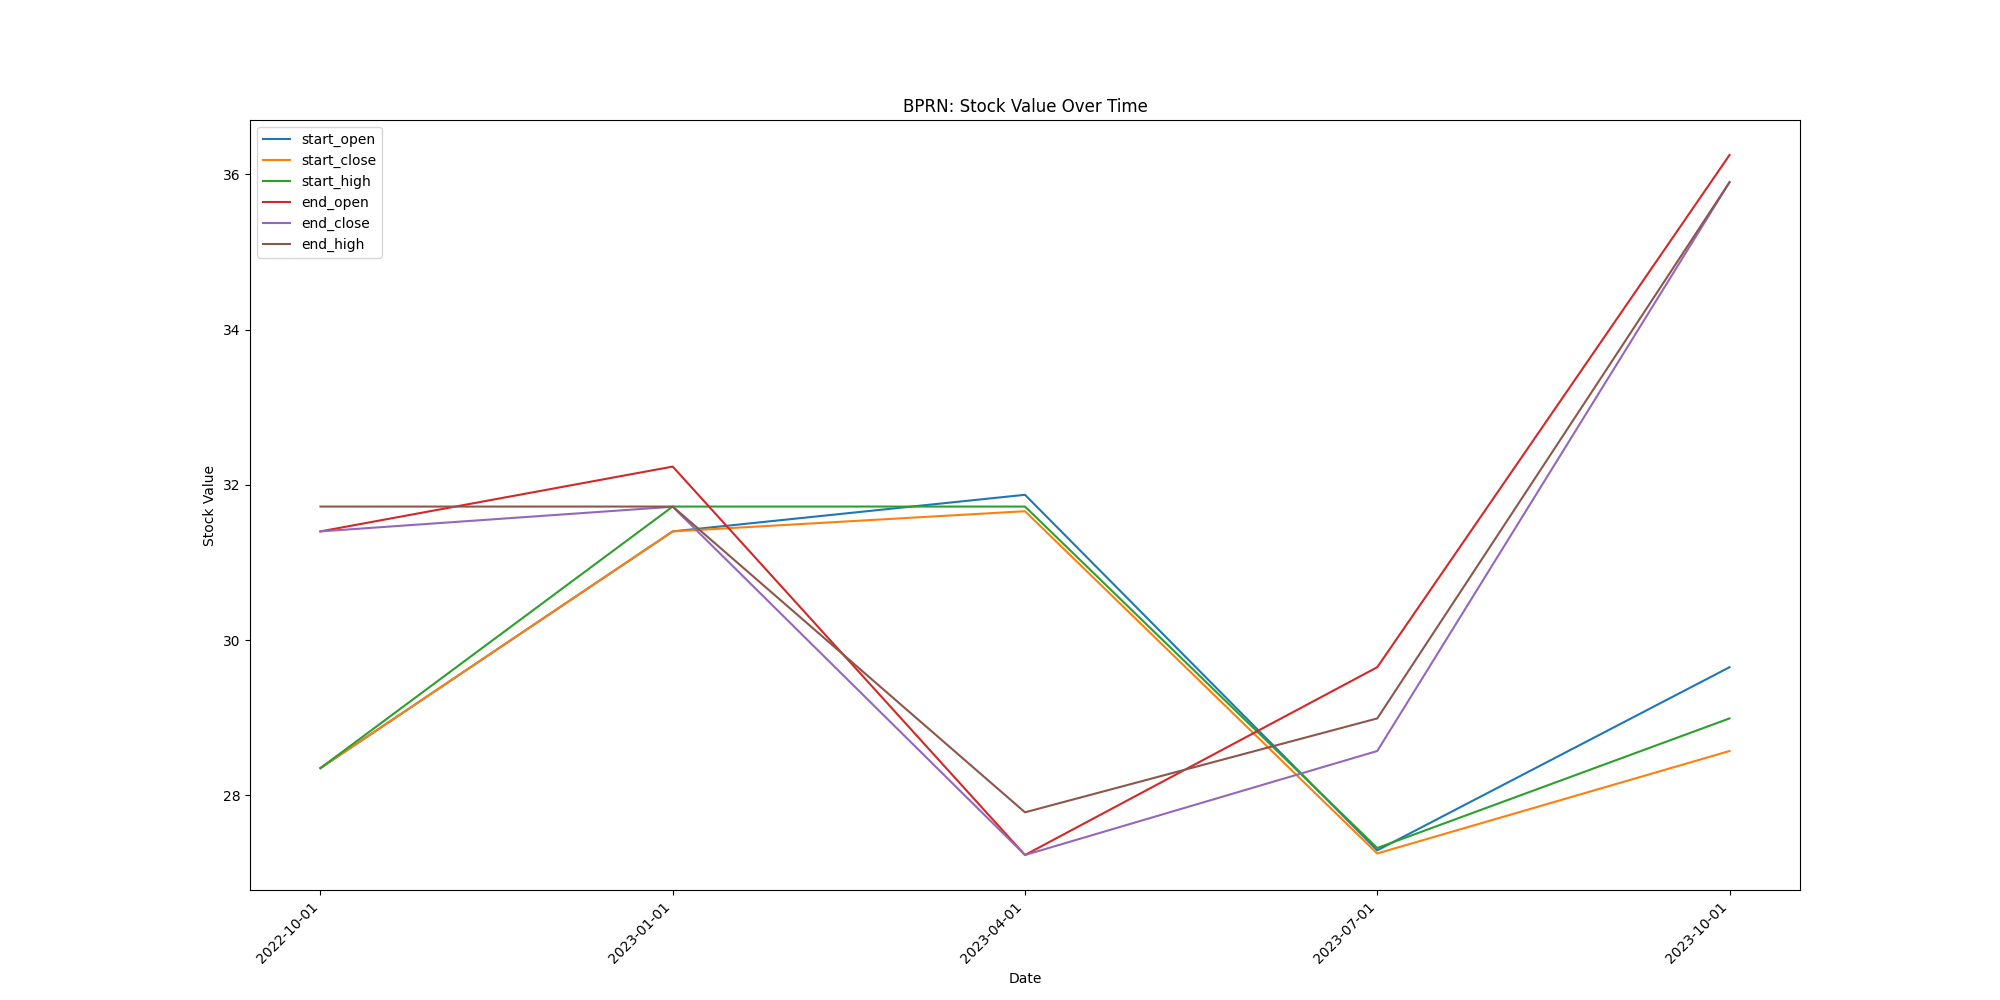 BPRN: Stock Value Over Time
start_open
start_close
start_high
end_open
end_close
end_high
36
34
32
30
28
Stock Value
2022-10-01
2023-01-01
2023-04-01
2023-07-01
2023-10-01
Date